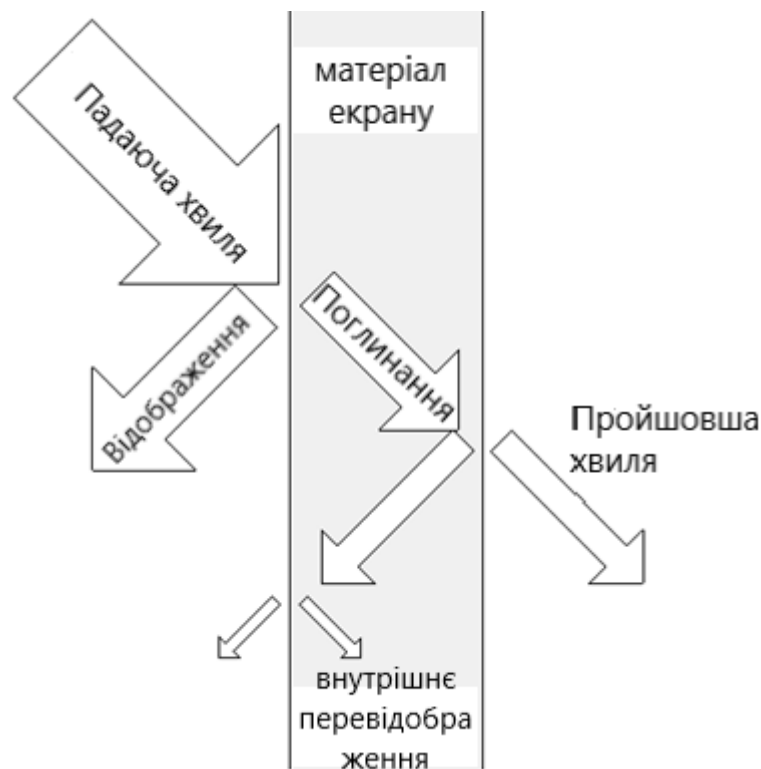 матеріал
екрану
Падаюча хвиля
Відображення
Поглинання
Пройшовша
хвиля
внутрішнє
перевідобра
ження